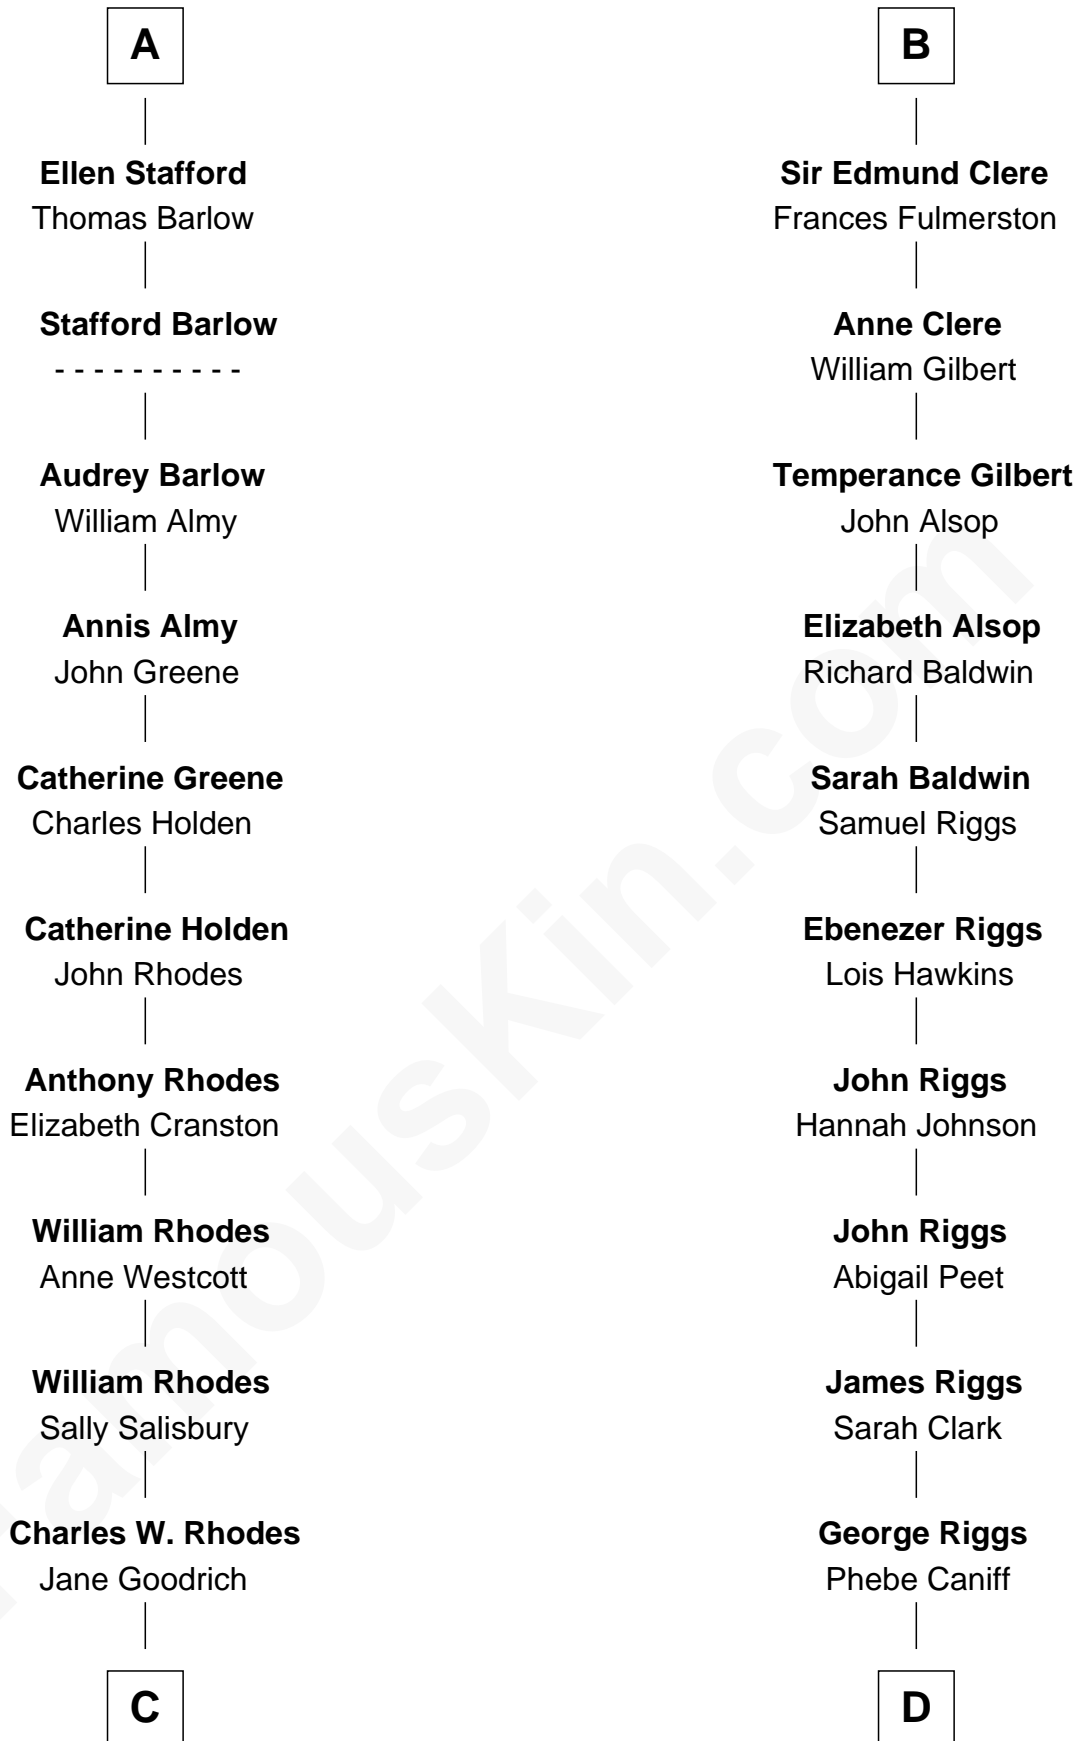 A
Ellen Stafford
Thomas Barlow
Stafford Barlow
- - - - - - - - - -
Audrey Barlow
William Almy
Annis Almy
John Greene
Catherine Greene
Charles Holden
Catherine Holden
John Rhodes
Anthony Rhodes
Elizabeth Cranston
William Rhodes
Anne Westcott
William Rhodes
Sally Salisbury
Charles W. Rhodes
Jane Goodrich
C
B
Sir Edmund Clere
Frances Fulmerston
Anne Clere
William Gilbert
Temperance Gilbert
John Alsop
Elizabeth Alsop
Richard Baldwin
Sarah Baldwin
Samuel Riggs
Ebenezer Riggs
Lois Hawkins
John Riggs
Hannah Johnson
John Riggs
Abigail Peet
James Riggs
Sarah Clark
George Riggs
Phebe Caniff
D
FamousKin.com